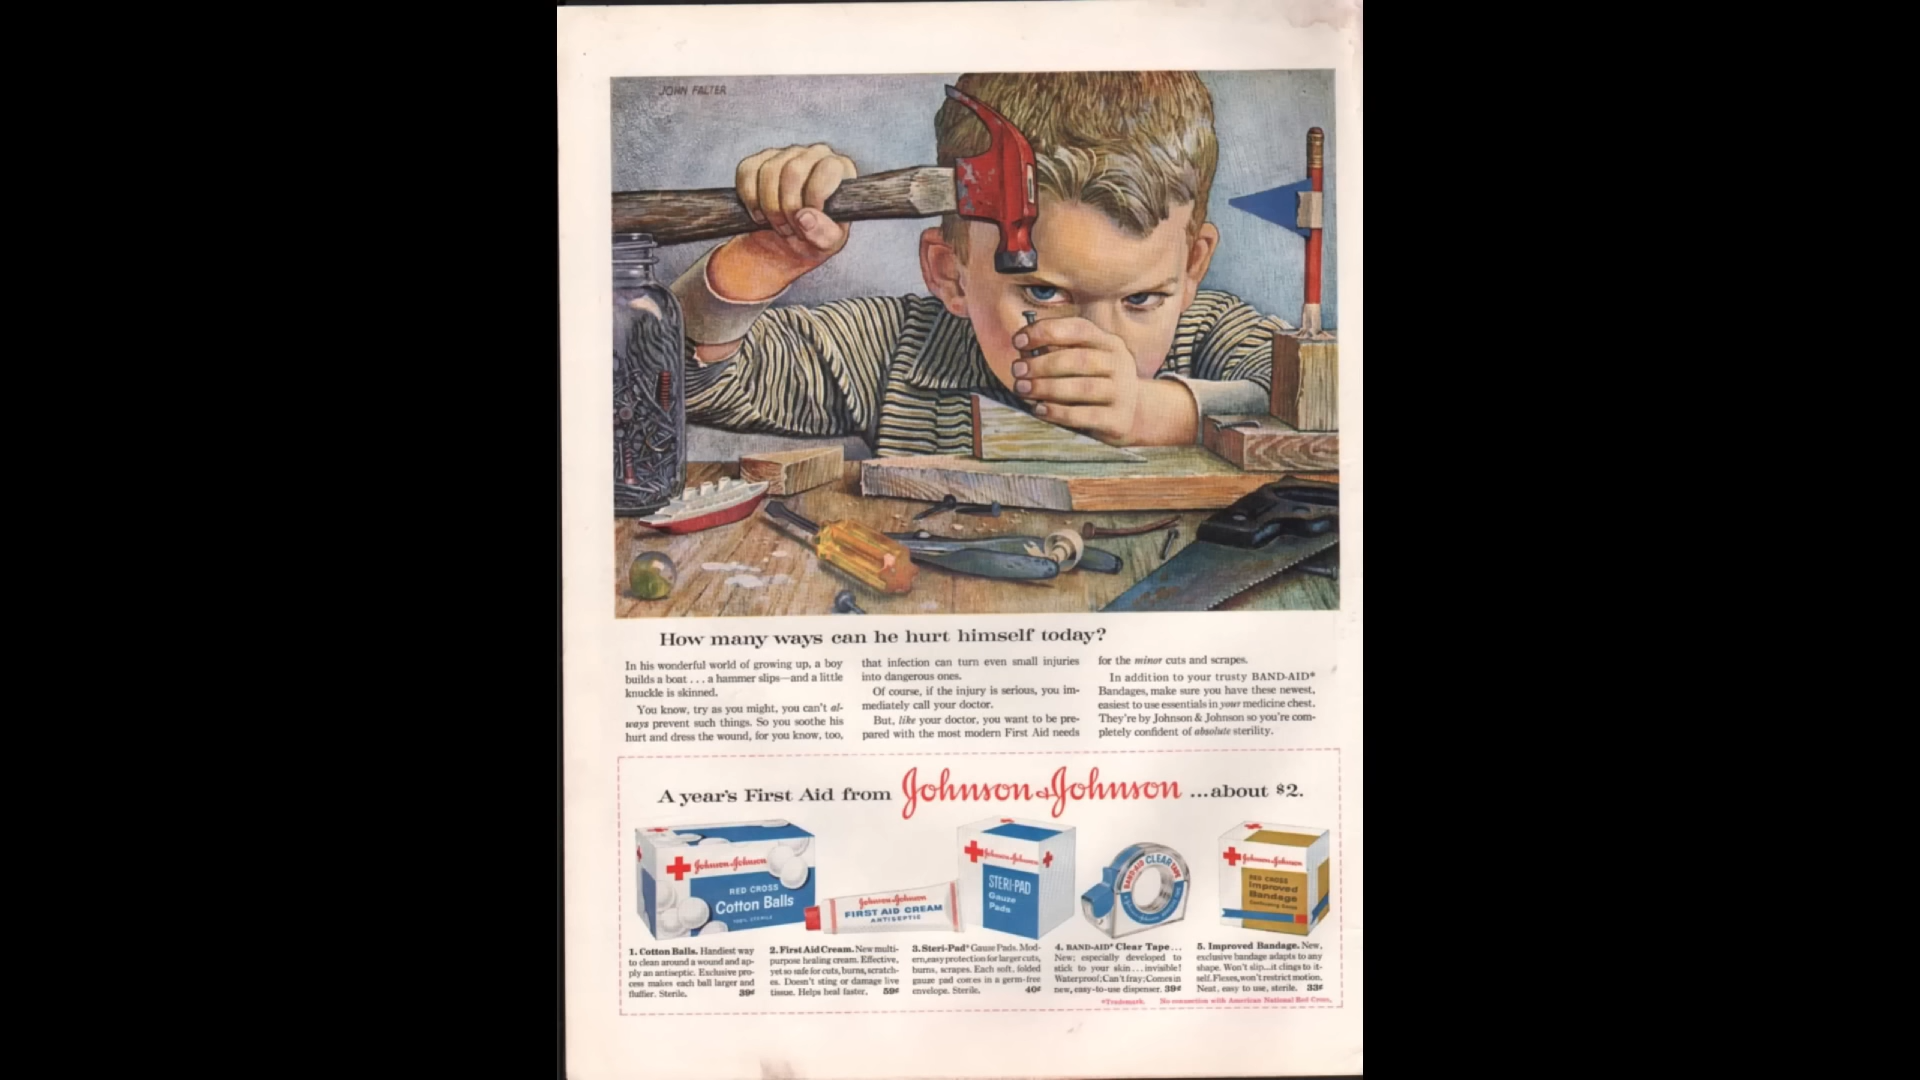 JOHN FALTER
How many ways can he hurt himself today?
In his wonderful world of growing up, a boy
builds a boat . . . a hammer slips—and a little
knuckle is skinned.
You know, try as you might, you can't al-
ways prevent such things. So you soothe his
hurt and dress the wound, for you know, too,
that infection can turn even small injuries
into dangerous ones.
Of course, if the injury is serious, you im-
mediately call your doctor.
But, like your doctor, you want to be pre-
pared with the most modern First Aid needs
for the minor cuts and scrapes.
In addition to your trusty BAND-AID*
Bandages, make sure you have these newest,
easiest to use essentials in your medicine chest.
They're by Johnson & Johnson so you're com-
pletely confident of absolute sterility.
A year's First Aid from Johnson & Johnson ...about $2.
Johnson & Johnson
RED CROSS
Cotton Balls
100% STERILE
Johnson & Johnson
FIRST AID CREAM
ANTISEPTIC
Johnson & Johnson
STERI-PAD
Gauze
Pads
BAND-AID CLEAR TAPE
Johnson & Johnson
RED CROSS
Improved
Bandage
1. Cotton Balls. Handiest way
to clean around a wound and ap-
ply an antiseptic. Exclusive pro-
cess makes each ball larger and
fluffier. Sterile. 39¢
2. First Aid Cream. New multi-
purpose healing cream. Effective,
yet so safe for cuts, burns, scratch-
es. Doesn't sting or damage live
tissue. Helps heal faster. 59¢
3. Steri-Pad* Gauze Pads. Mod-
ern, easy protection for larger cuts,
burns, scrapes. Each soft, folded
gauze pad comes in a germ-free
envelope. Sterile. 40¢
4. BAND-AID* Clear Tape...
New; especially developed to
stick to your skin...invisible!
Waterproof; Can't fray; Comes in
new, easy-to-use dispenser. 39¢
5. Improved Bandage. New,
exclusive bandage adapts to any
shape. Won't slip...it clings to it-
self. Flexes, won't restrict motion.
Neat, easy to use, sterile. 33¢
*Trademark. No connection with American National Red Cross.